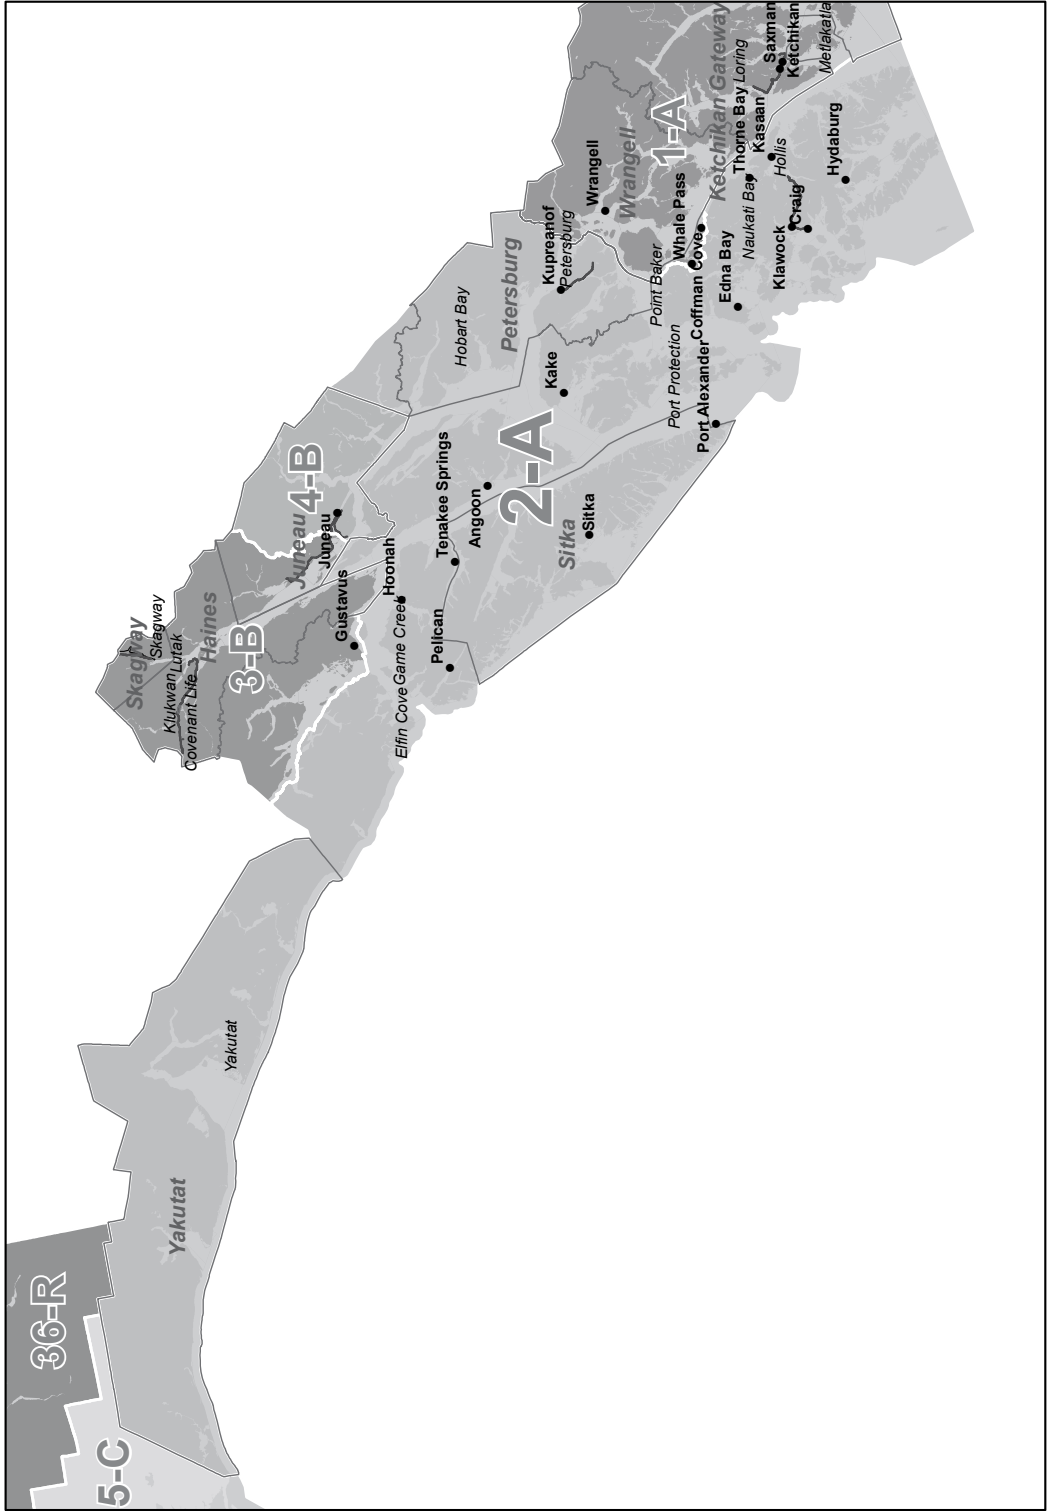 36-R
5-C
Yakutat
Yakutat
Skagway
Skagway
Lutak
Klukwan
Covenant Life
Haines
3-B
Juneau
4-B
Juneau
Gustavus
Hoonah
Game Creek
Elfin Cove
Pelican
Tenakee Springs
Angoon
2-A
Sitka
Sitka
Hobart Bay
Petersburg
Kake
Kupreanof
Petersburg
Wrangell
Wrangell
1-A
Point Baker
Port Protection
Port Alexander
Whale Pass
Coffman Cove
Edna Bay
Ketchikan Gateway
Loring
Thorne Bay
Kasaan
Naukati Bay
Hollis
Klawock
Craig
Hydaburg
Saxman
Ketchikan
Metlakatla